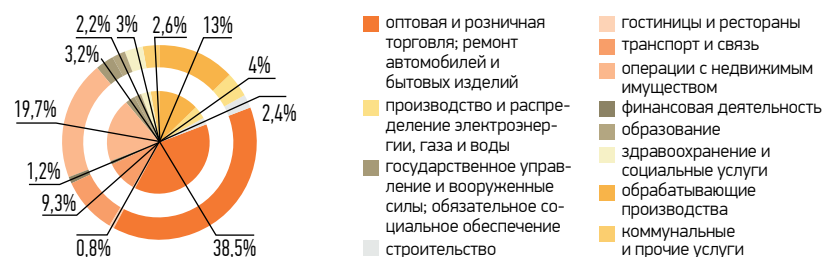 2,2%
3%
2,6%
13%
3,2%
4%
19,7%
2,4%
1,2%
9,3%
0,8%
38,5%
оптовая и розничная
торговля; ремонт
автомобилей и
бытовых изделий
производство и распре-
деление электроэнер-
гии, газа и воды
государственное управ-
ление и вооруженные
силы; обязательное со-
циальное обеспечение
строительство
гостиницы и рестораны
транспорт и связь
операции с недвижимым
имуществом
финансовая деятельность
образование
здравоохранение и
социальные услуги
обрабатывающие
производства
коммунальные
и прочие услуги